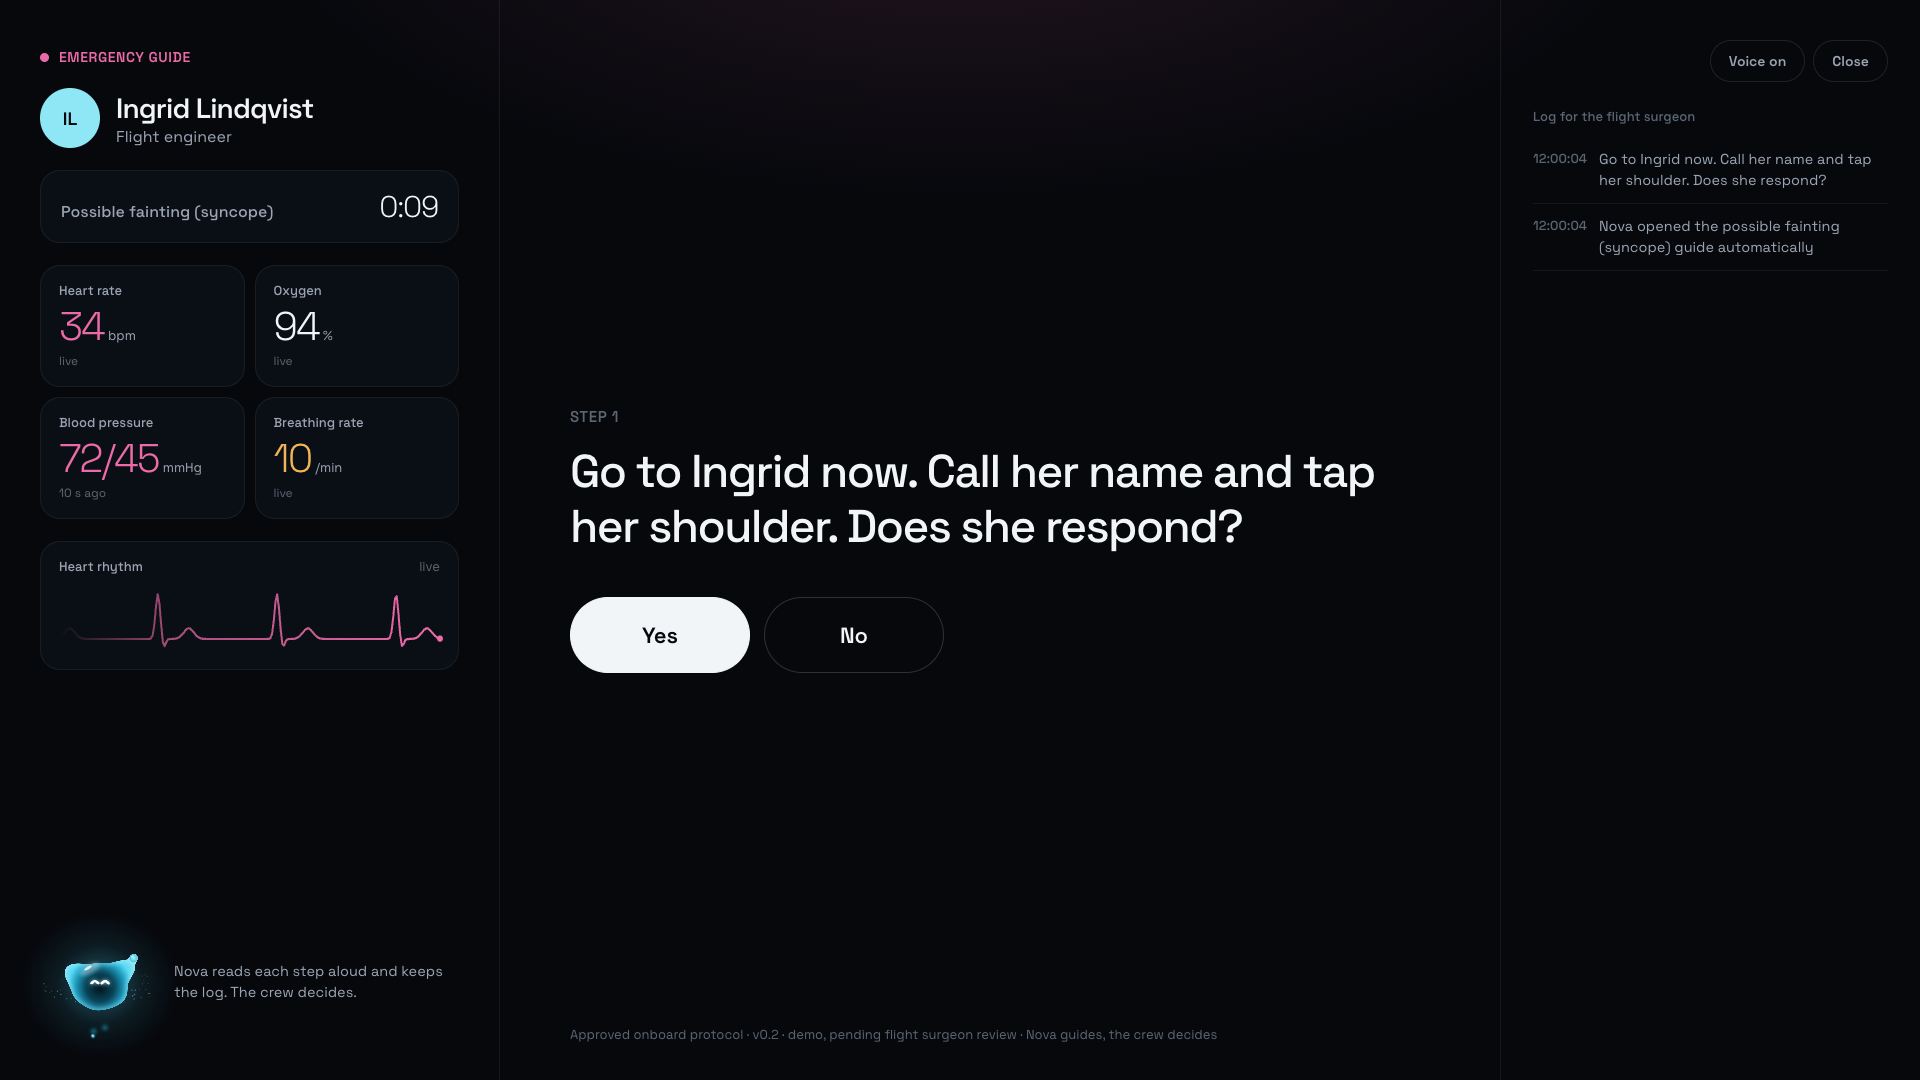 EMERGENCY GUIDE
IL
Ingrid Lindqvist
Flight engineer
Possible fainting (syncope)
0:09
Heart rate
34 bpm
live
Oxygen
94 %
live
Blood pressure
72/45 mmHg
10 s ago
Breathing rate
10 /min
live
Heart rhythm
live
Nova reads each step aloud and keeps
the log. The crew decides.
STEP 1
Go to Ingrid now. Call her name and tap
her shoulder. Does she respond?
Yes
No
Approved onboard protocol · v0.2 · demo, pending flight surgeon review · Nova guides, the crew decides
Voice on
Close
Log for the flight surgeon
12:00:04 Go to Ingrid now. Call her name and tap
her shoulder. Does she respond?
12:00:04 Nova opened the possible fainting
(syncope) guide automatically